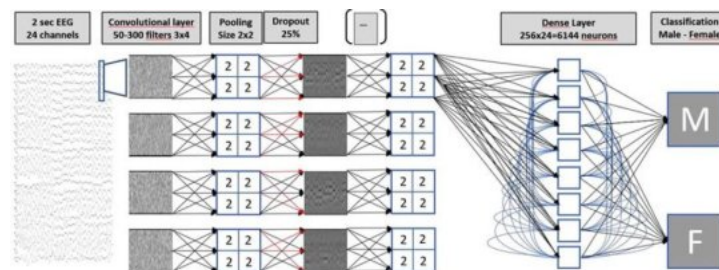 2 sec EEG
24 channels
Convolutional layer
50-300 filters 3x4
Pooling
Size 2x2
Dropout
25%
( ... )
Dense Layer
256x24=6144 neurons
Classification
Male - Female
2 2 2 2
2 2 2 2
M
2 2 2 2
2 2 2 2
2 2 2 2
2 2 2 2
F
2 2 2 2
2 2 2 2